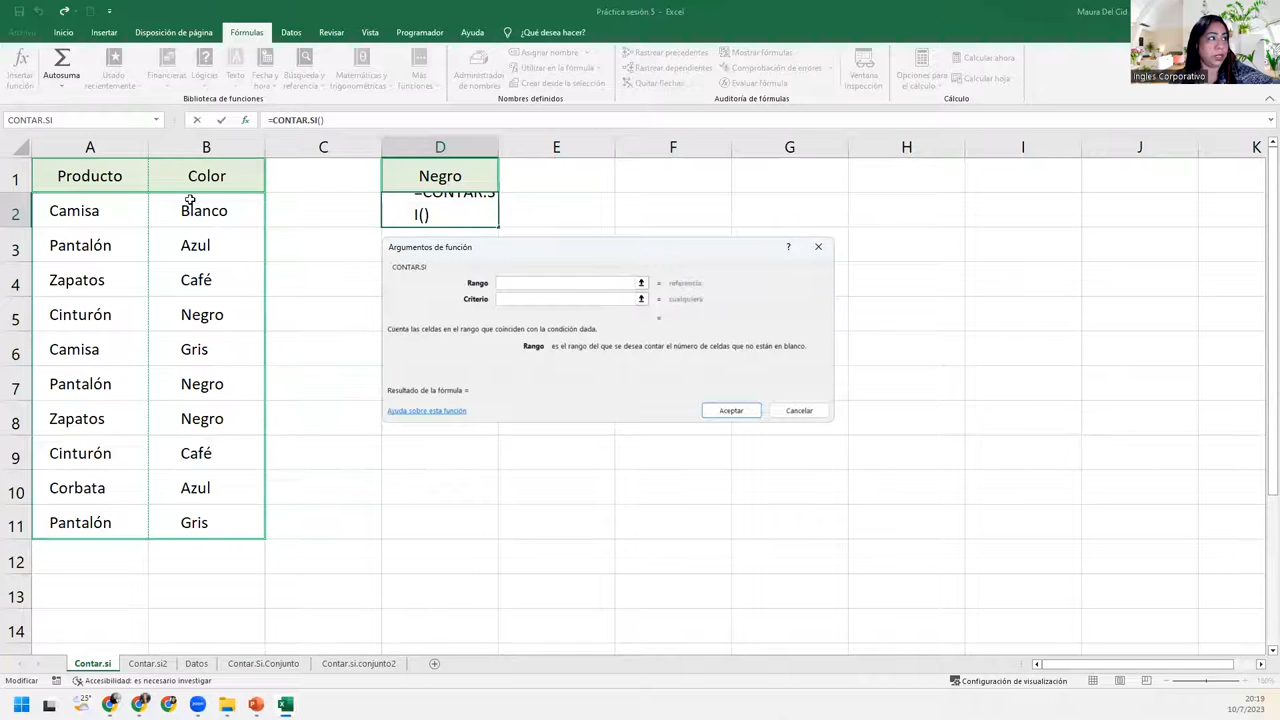 Práctica sesión 5 - Excel
Maura Del Cid
Archivo Inicio Insertar Disposición de página Fórmulas Datos Revisar Vista Programador Ayuda ¿Qué desea hacer?
Insertar función
Autosuma
Usado recientemente
Financieras
Lógicas
Texto
Fecha y hora
Búsqueda y referencia
Matemáticas y trigonométricas
Más funciones
Biblioteca de funciones
Administrador de nombres
Asignar nombre
Utilizar en la fórmula
Crear desde la selección
Nombres definidos
Rastrear precedentes
Rastrear dependientes
Quitar flechas
Mostrar fórmulas
Comprobación de errores
Evaluar fórmula
Auditoría de fórmulas
Ventana Inspección
Opciones para el cálculo
Calcular ahora
Calcular hoja
Cálculo
Ingles Corporativo
CONTAR.SI
fx
=CONTAR.SI()
A B C D E F G H I J K
1 Producto Color Negro
2 Camisa Blanco =CONTAR.S
I()
3 Pantalón Azul
4 Zapatos Café
5 Cinturón Negro
6 Camisa Gris
7 Pantalón Negro
8 Zapatos Negro
9 Cinturón Café
10 Corbata Azul
11 Pantalón Gris
12
13
14
Argumentos de función ? ×
CONTAR.SI
Rango = referencia
Criterio = cualquiera
=
Cuenta las celdas en el rango que coinciden con la condición dada.
Rango es el rango del que se desea contar el número de celdas que no están en blanco.
Resultado de la fórmula =
Ayuda sobre esta función
Aceptar Cancelar
Contar.si Contar.si2 Datos Contar.Si.Conjunto Contar.si.conjunto2
Modificar Accesibilidad: es necesario investigar Configuración de visualización 160%
25°
20:19
10/7/2023